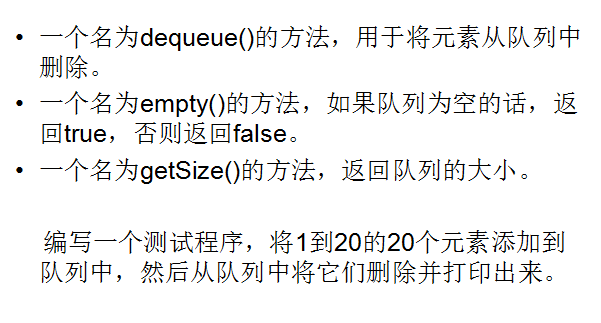 • 一个名为dequeue()的方法，用于将元素从队列中
删除。
• 一个名为empty()的方法，如果队列为空的话，返
回true，否则返回false。
• 一个名为getSize()的方法，返回队列的大小。
编写一个测试程序，将1到20的20个元素添加到
队列中，然后从队列中将它们删除并打印出来。